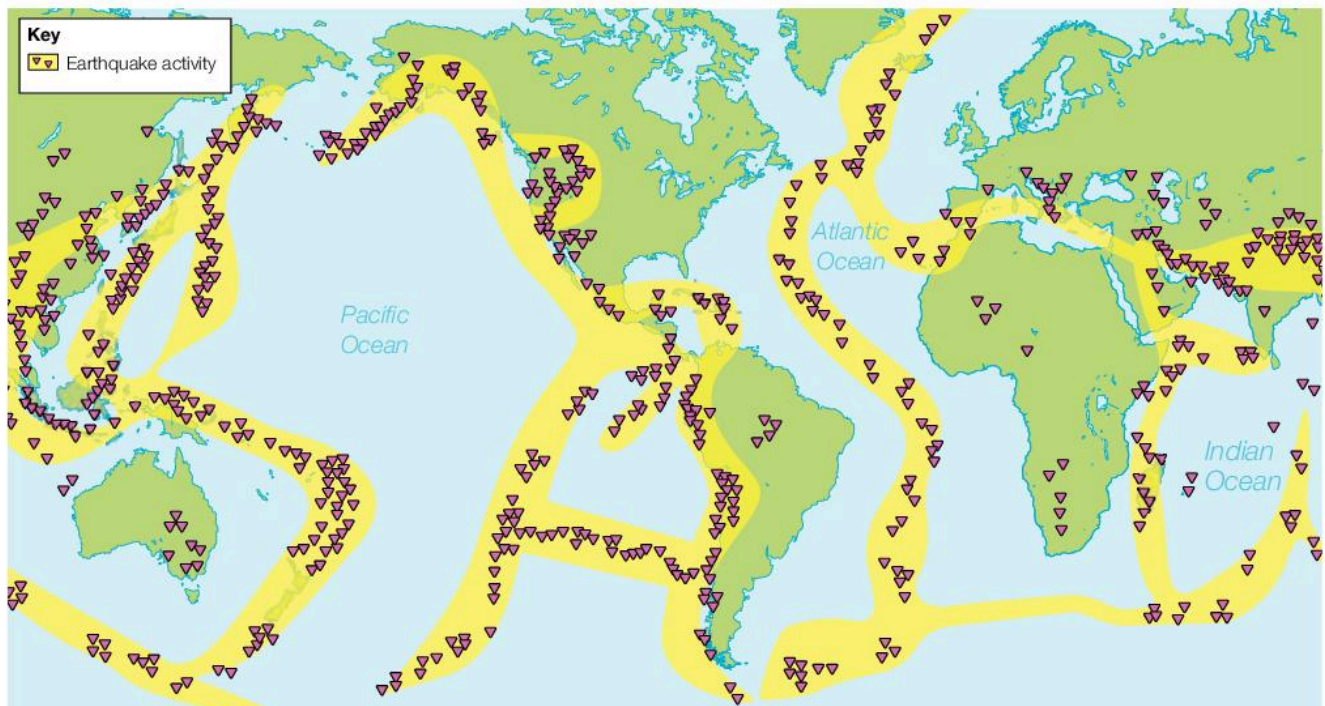 Key
Earthquake activity
Pacific
Ocean
Atlantic
Ocean
Indian
Ocean